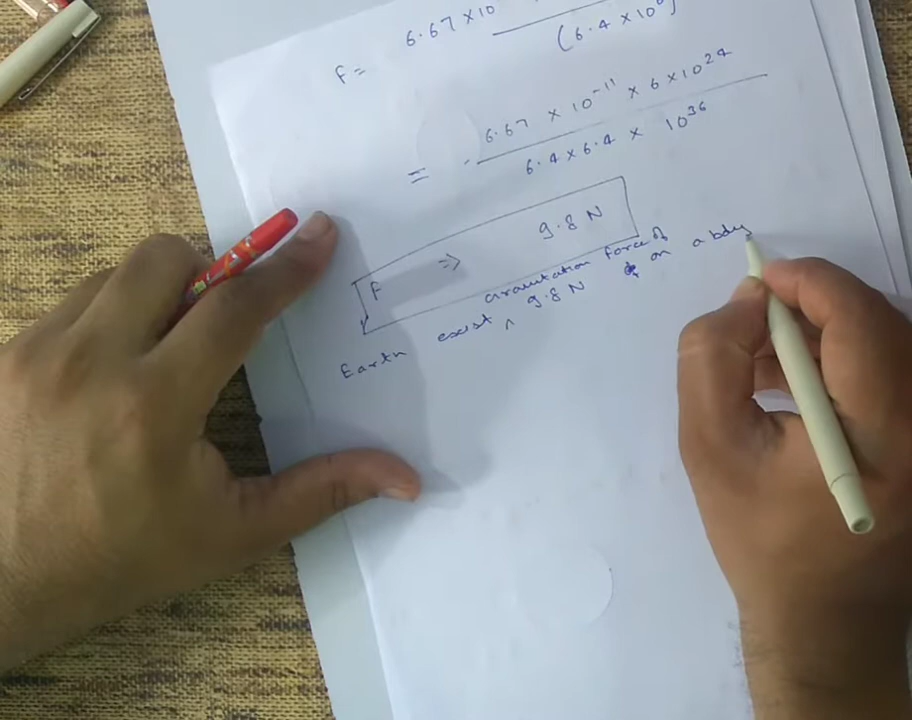 6.67 × 10
F =
(6.4 × 10
= 6.67 × 10⁻¹¹ × 6 × 10²⁴
6.4 × 6.4 × 10³⁶
F ⇒ 9.8 N
gravitation force of
Earth exist ^ 9.8 N on a body